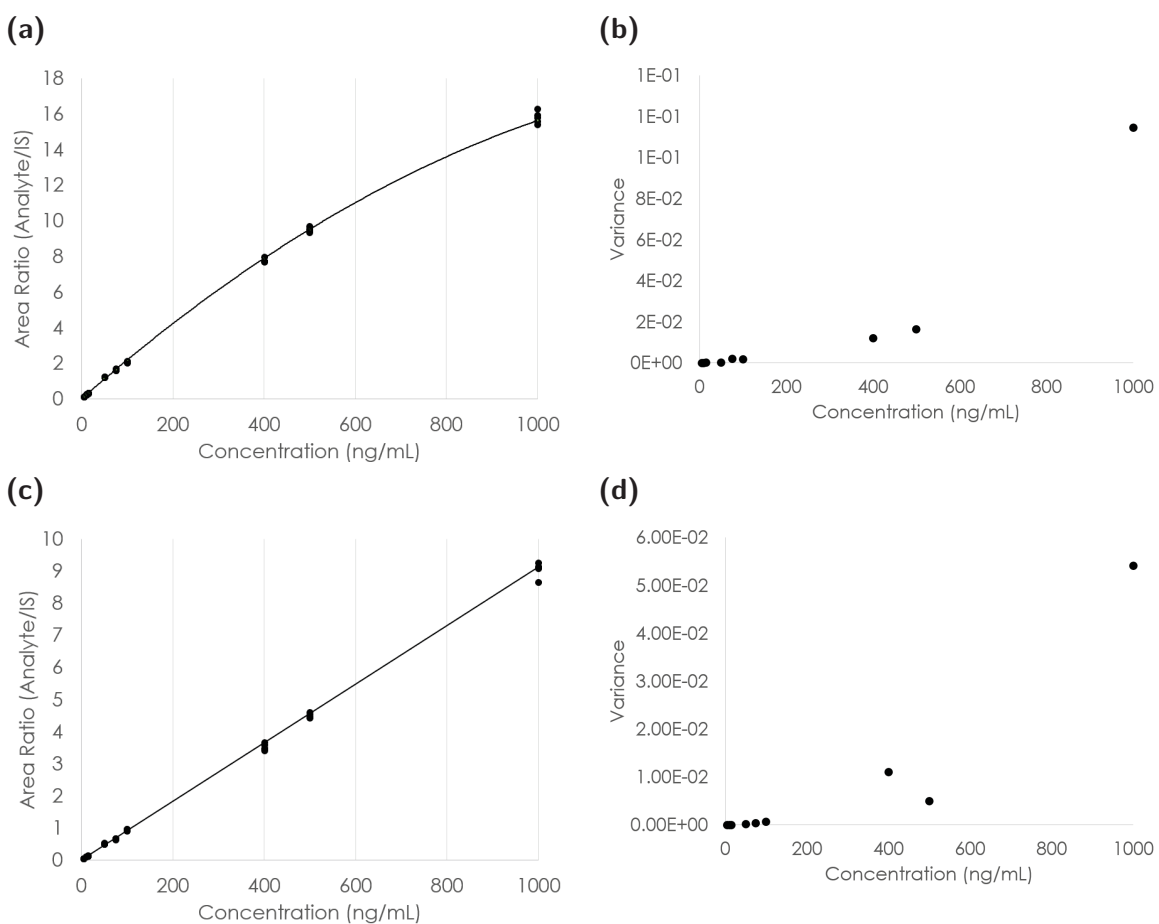 (a)
18
16
14
12
10
8
6
4
2
0
0 200 400 600 800 1000
Area Ratio (Analyte/IS)
Concentration (ng/mL)
(b)
1E-01
1E-01
1E-01
8E-02
6E-02
4E-02
2E-02
0E+00
0 200 400 600 800 1000
Variance
Concentration (ng/mL)
(c)
10
9
8
7
6
5
4
3
2
1
0
0 200 400 600 800 1000
Area Ratio (Analyte/IS)
Concentration (ng/mL)
(d)
6.00E-02
5.00E-02
4.00E-02
3.00E-02
2.00E-02
1.00E-02
0.00E+00
0 200 400 600 800 1000
Variance
Concentration (ng/mL)